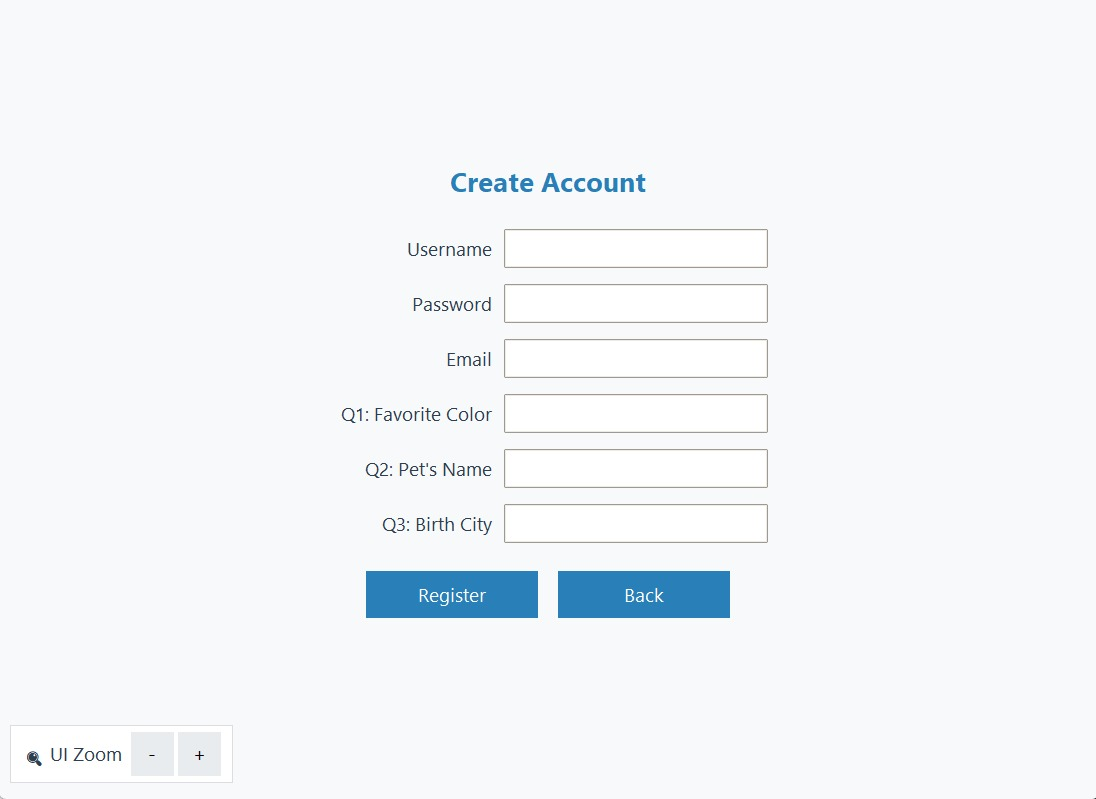 Create Account
Username
Password
Email
Q1: Favorite Color
Q2: Pet's Name
Q3: Birth City
Register Back
UI Zoom - +